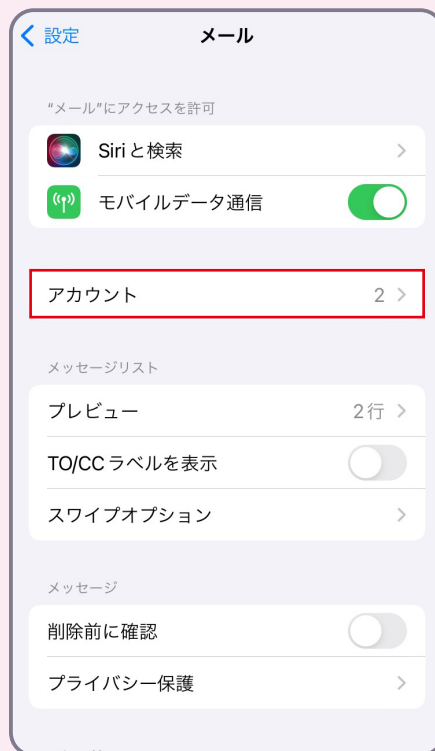 設定
メール
“メール”にアクセスを許可
Siriと検索
モバイルデータ通信
アカウント 2
メッセージリスト
プレビュー 2行
TO/CCラベルを表示
スワイプオプション
メッセージ
削除前に確認
プライバシー保護